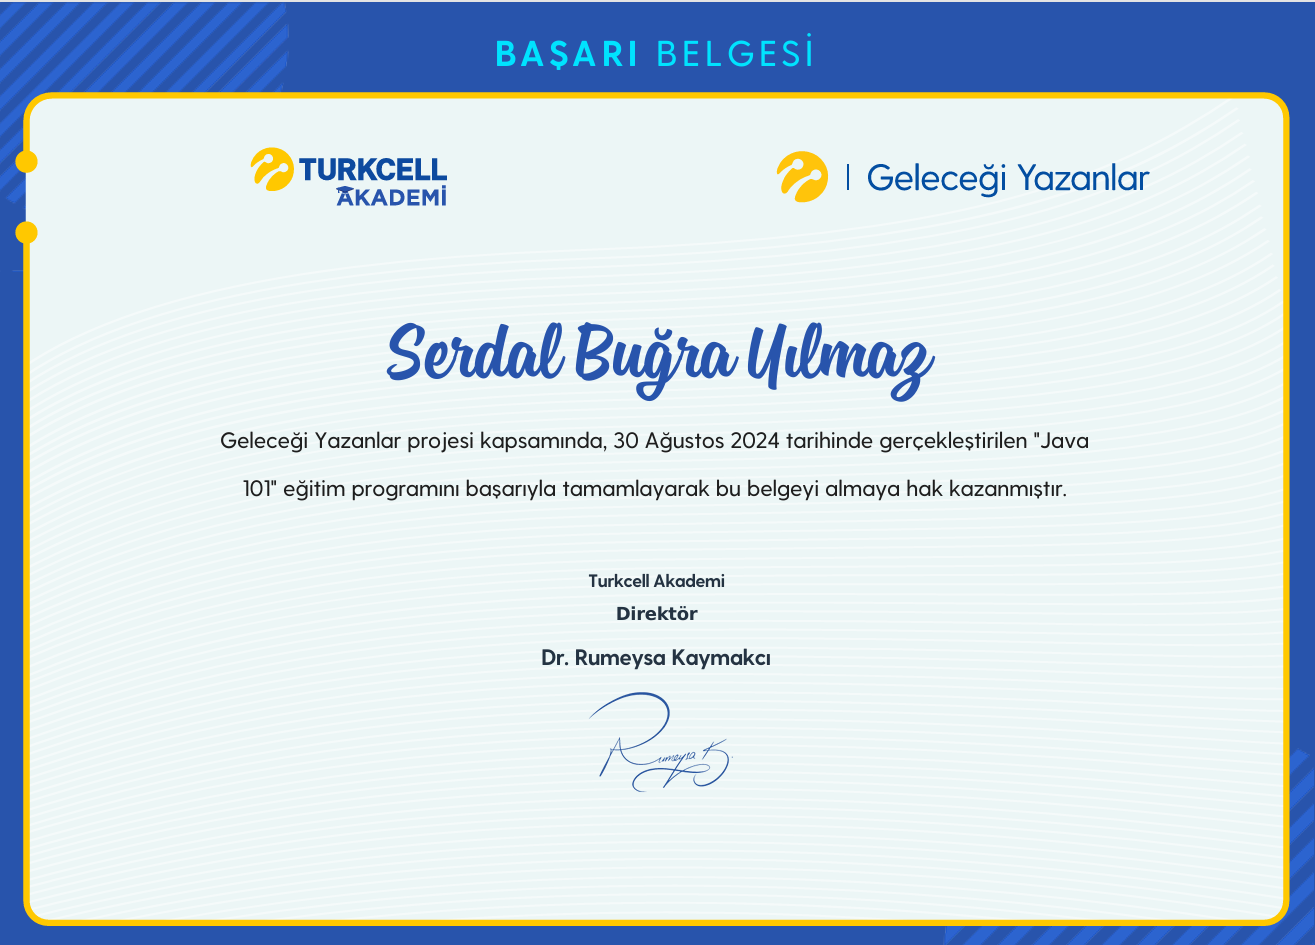 BAŞARI BELGESİ
TURKCELL
AKADEMİ
Geleceği Yazanlar
Serdal Buğra Yılmaz
Geleceği Yazanlar projesi kapsamında, 30 Ağustos 2024 tarihinde gerçekleştirilen "Java
101" eğitim programını başarıyla tamamlayarak bu belgeyi almaya hak kazanmıştır.
Turkcell Akademi
Direktör
Dr. Rumeysa Kaymakcı
Rumeysa K.